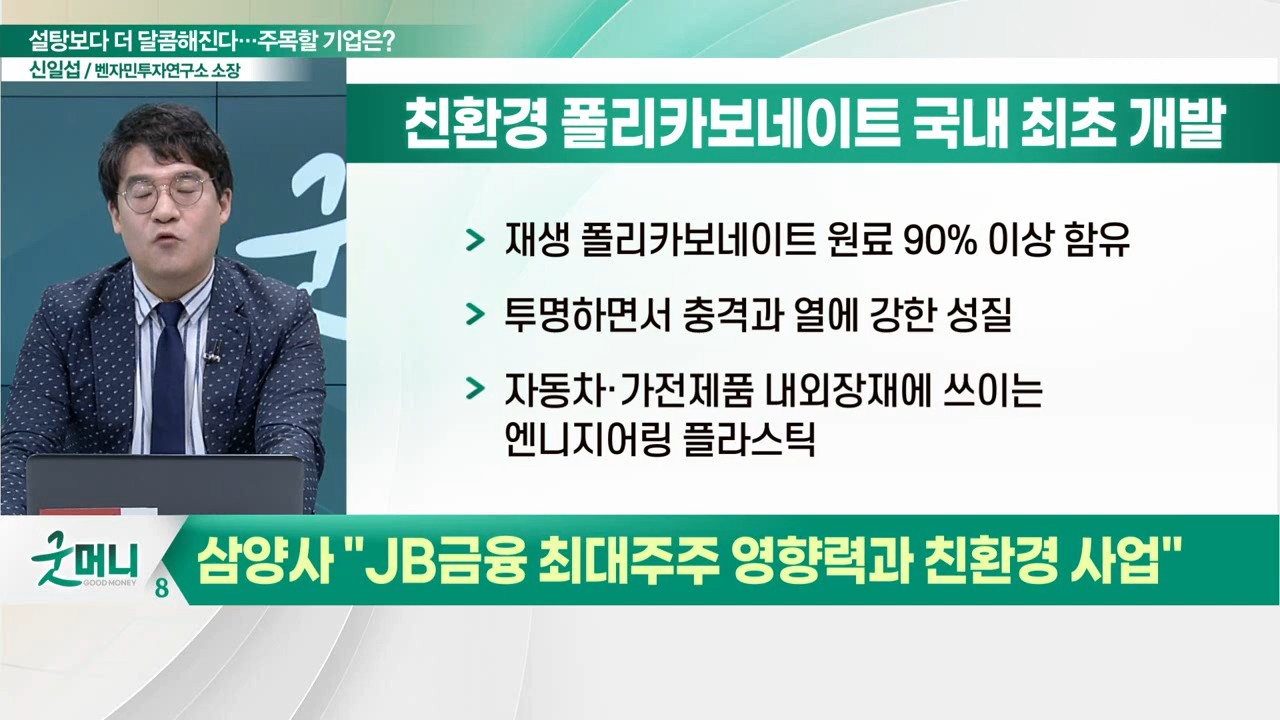 설탕보다 더 달콤해진다…주목할 기업은?
신일섭 / 벤자민투자연구소 소장
친환경 폴리카보네이트 국내 최초 개발
> 재생 폴리카보네이트 원료 90% 이상 함유
> 투명하면서 충격과 열에 강한 성질
> 자동차·가전제품 내외장재에 쓰이는
엔니지어링 플라스틱
굿머니
GOOD MONEY
8
삼양사 "JB금융 최대주주 영향력과 친환경 사업"